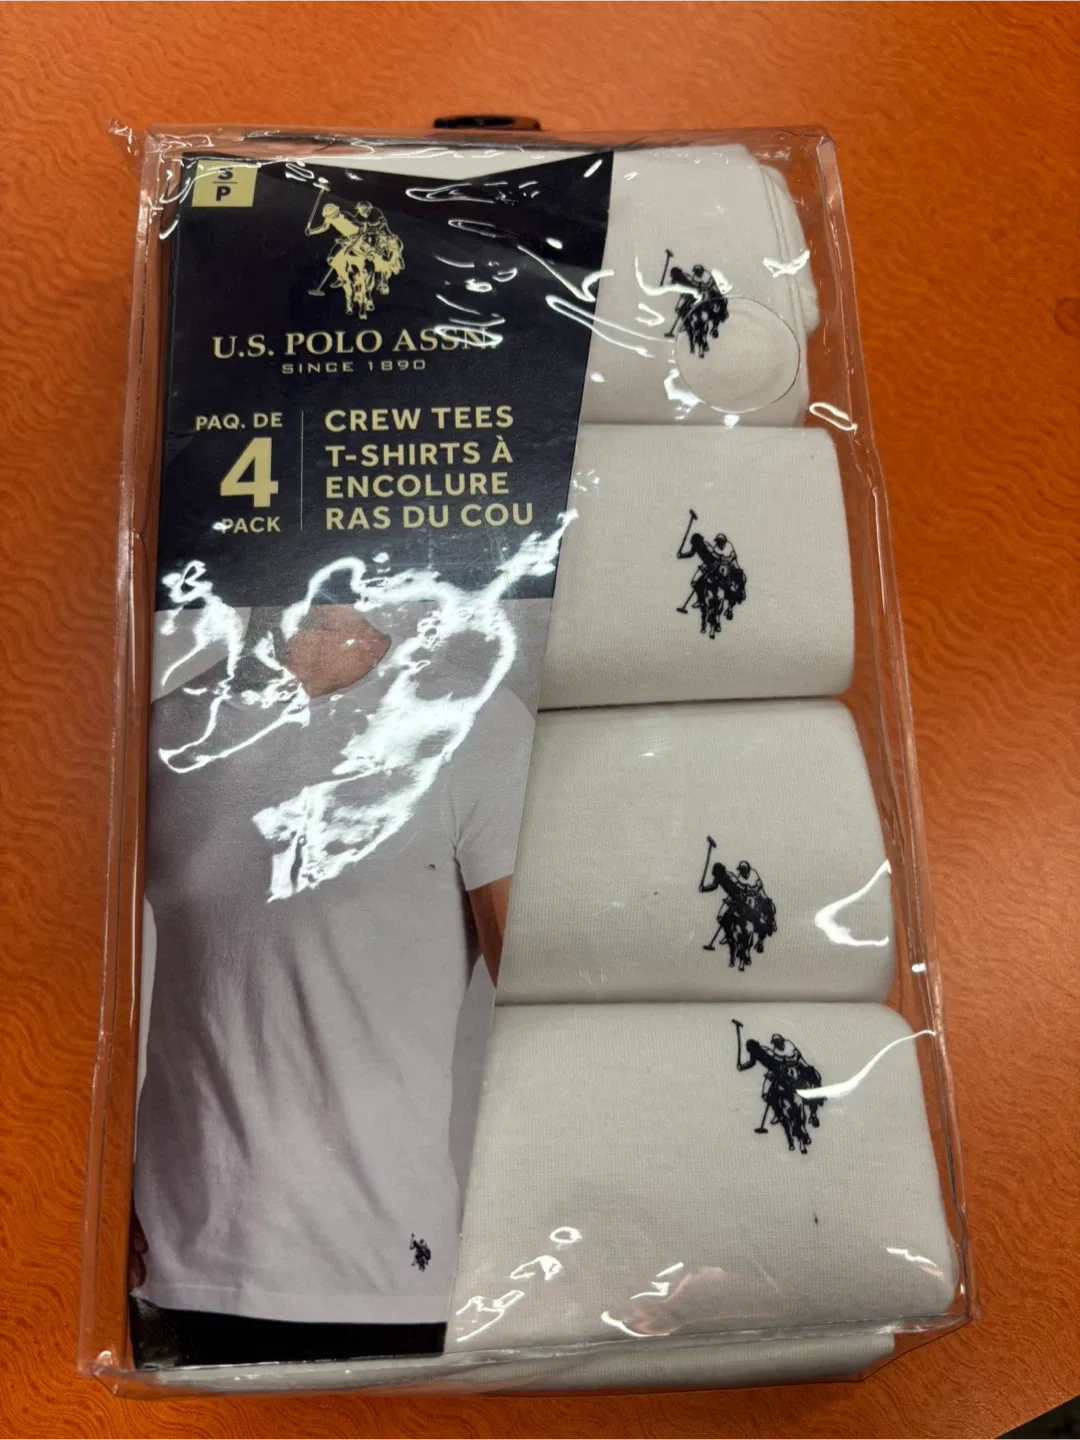 S
P
U.S. POLO ASSN.
SINCE 1890
PAQ. DE
4
PACK
CREW TEES
T-SHIRTS À
ENCOLURE
RAS DU COU